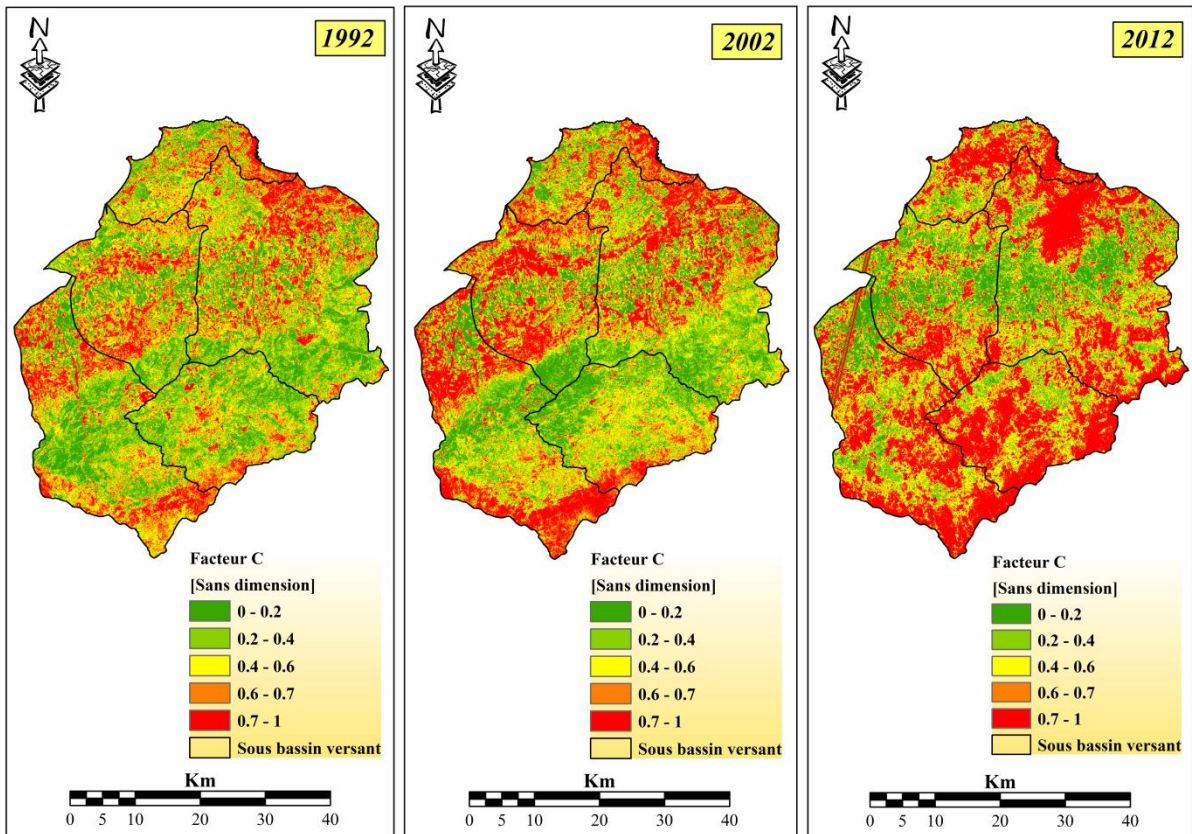 N
1992
Facteur C
[Sans dimension]
0 - 0.2
0.2 - 0.4
0.4 - 0.6
0.6 - 0.7
0.7 - 1
Sous bassin versant
Km
0 5 10 20 30 40
N
2002
Facteur C
[Sans dimension]
0 - 0.2
0.2 - 0.4
0.4 - 0.6
0.6 - 0.7
0.7 - 1
Sous bassin versant
Km
0 5 10 20 30 40
N
2012
Facteur C
[Sans dimension]
0 - 0.2
0.2 - 0.4
0.4 - 0.6
0.6 - 0.7
0.7 - 1
Sous bassin versant
Km
0 5 10 20 30 40